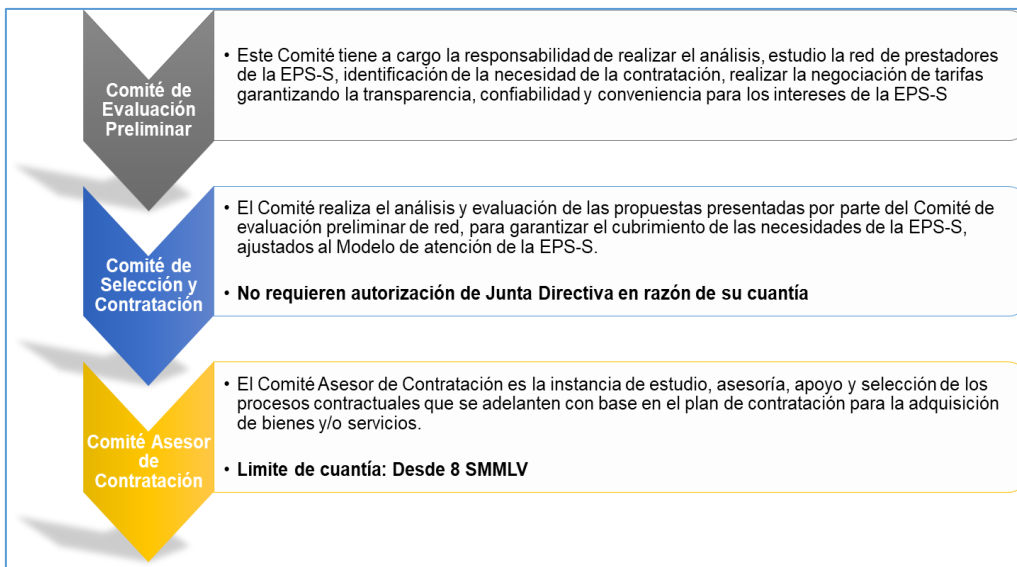 Comité de
Evaluación
Preliminar
• Este Comité tiene a cargo la responsabilidad de realizar el análisis, estudio la red de prestadores
de la EPS-S, identificación de la necesidad de la contratación, realizar la negociación de tarifas
garantizando la transparencia, confiabilidad y conveniencia para los intereses de la EPS-S
Comité de
Selección y
Contratación
• El Comité realiza el análisis y evaluación de las propuestas presentadas por parte del Comité de
evaluación preliminar de red, para garantizar el cubrimiento de las necesidades de la EPS-S,
ajustados al Modelo de atención de la EPS-S.
• No requieren autorización de Junta Directiva en razón de su cuantía
Comité Asesor
de
Contratación
• El Comité Asesor de Contratación es la instancia de estudio, asesoría, apoyo y selección de los
procesos contractuales que se adelanten con base en el plan de contratación para la adquisición
de bienes y/o servicios.
• Limite de cuantía: Desde 8 SMMLV